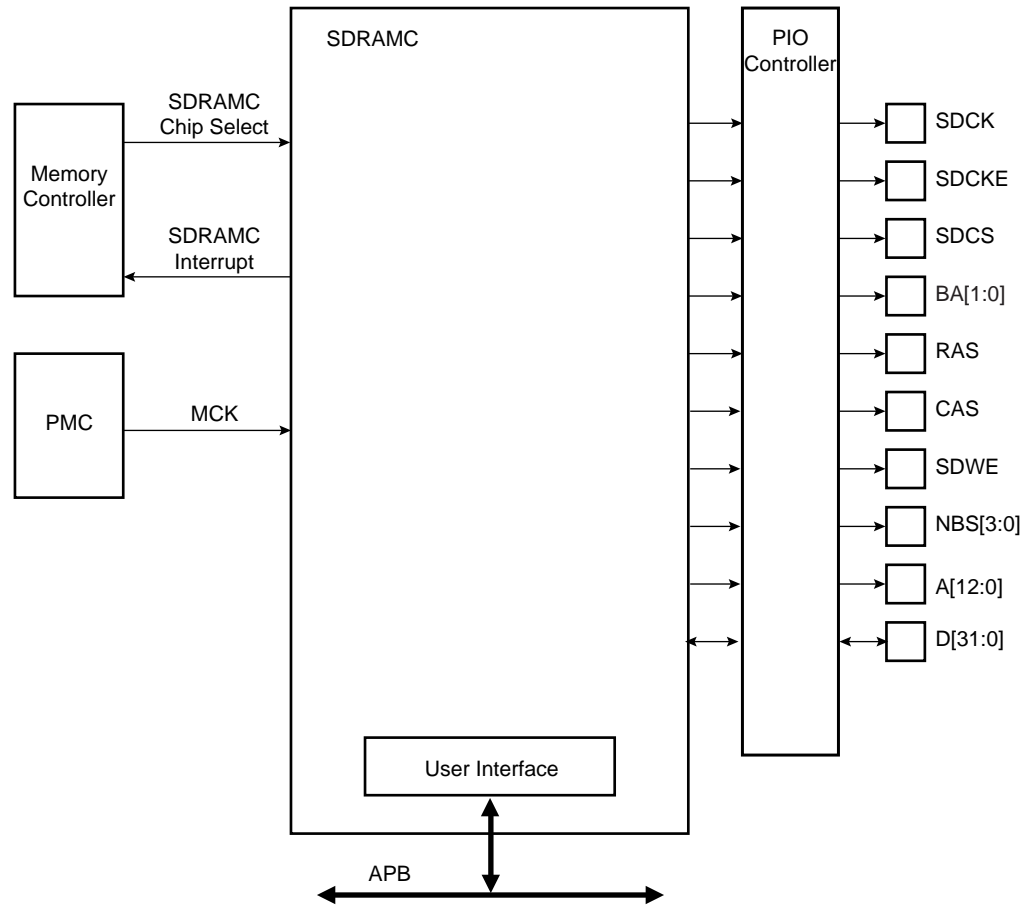 SDRAMC
PIO
Controller
SDRAMC
Chip Select
Memory
Controller
SDRAMC
Interrupt
PMC
MCK
SDCK
SDCKE
SDCS
BA[1:0]
RAS
CAS
SDWE
NBS[3:0]
A[12:0]
D[31:0]
User Interface
APB